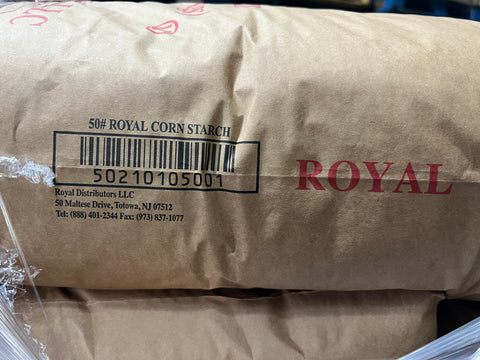 50# ROYAL CORN STARCH
50210105001
Royal Distributors LLC
50 Maltese Drive, Totowa, NJ 07512
Tel: (888) 401-2344 Fax: (973) 837-1077
ROYAL